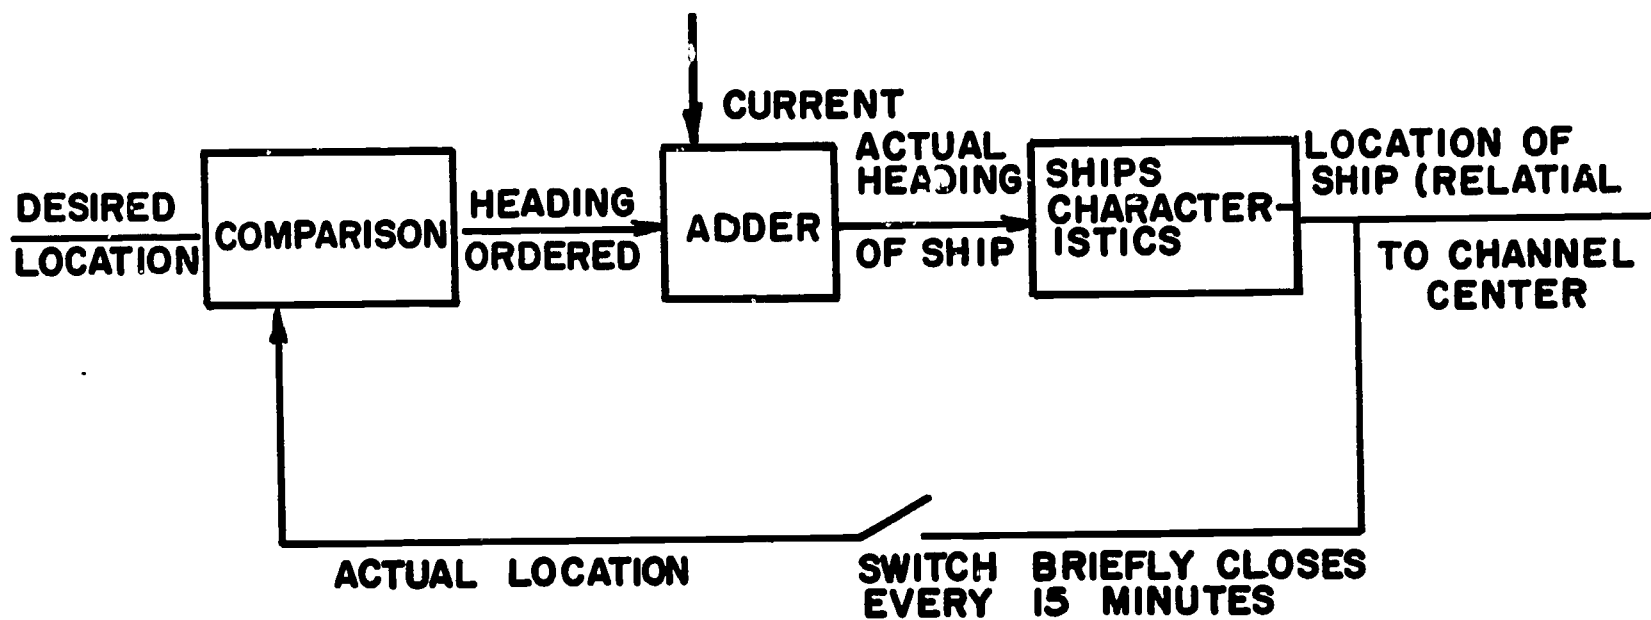 CURRENT
DESIRED
LOCATION
COMPARISON
HEADING
ORDERED
ADDER
ACTUAL
HEADING
OF SHIP
SHIPS
CHARACTER-
ISTICS
LOCATION OF
SHIP (RELATIAL
TO CHANNEL
CENTER
ACTUAL LOCATION
SWITCH BRIEFLY CLOSES
EVERY 15 MINUTES